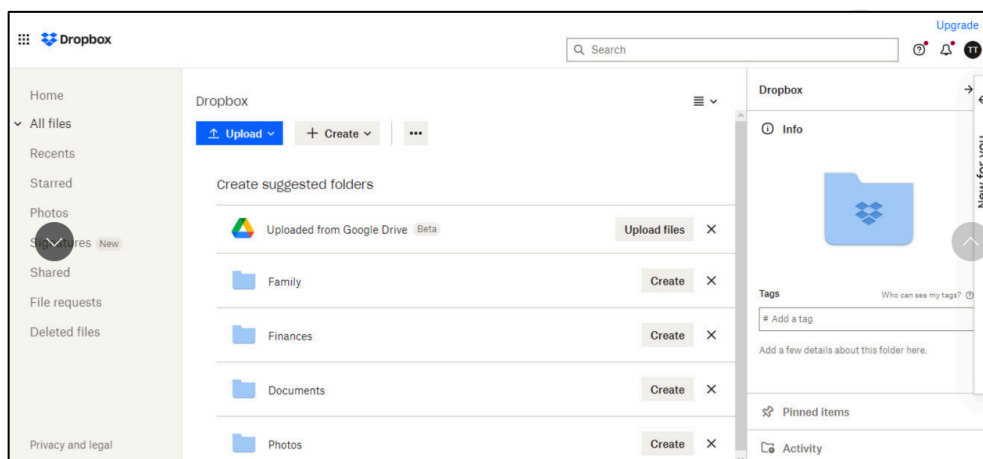 Upgrade
Dropbox
Search
TT
Home
All files
Recents
Starred
Photos
Signatures New
Shared
File requests
Deleted files
Privacy and legal
Dropbox
Upload
+ Create
...
Create suggested folders
Uploaded from Google Drive Beta
Upload files
Family
Create
Finances
Create
Documents
Create
Photos
Create
Dropbox
Info
Tags
Who can see my tags?
# Add a tag
Add a few details about this folder here.
Pinned items
Activity
New for you